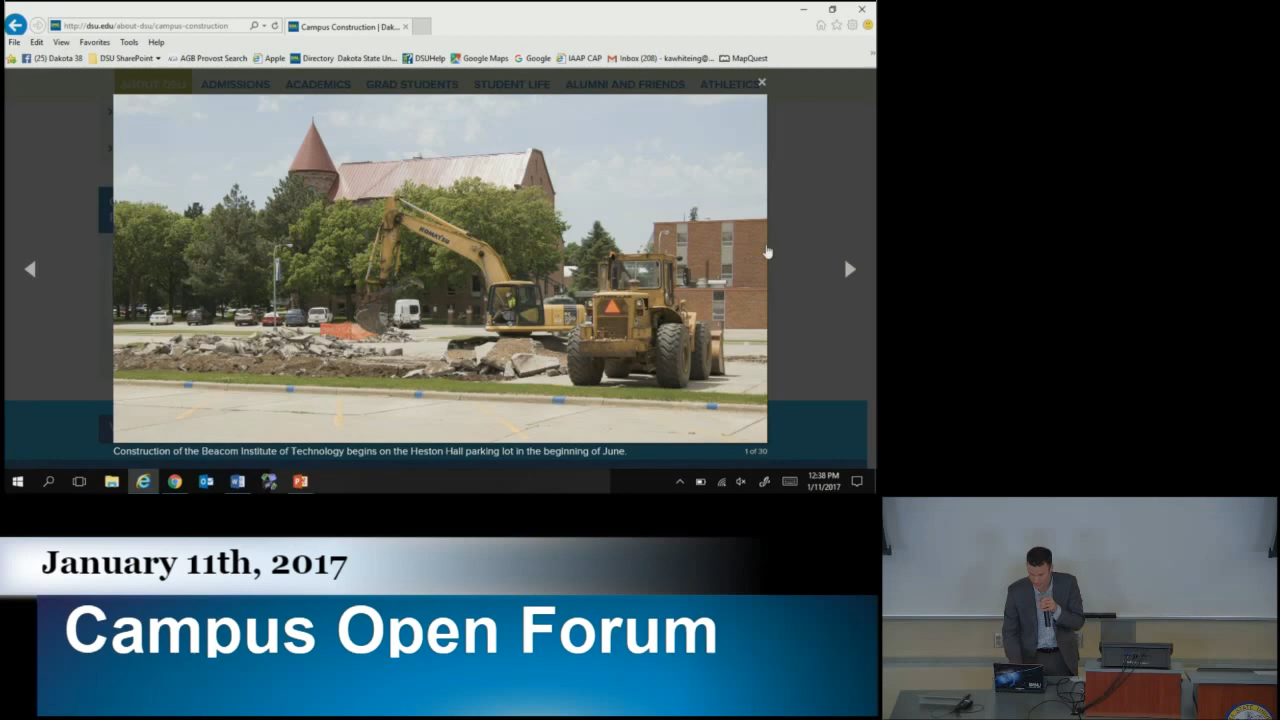 http://dsu.edu/about-dsu/campus-construction
Campus Construction | Dak...
File Edit View Favorites Tools Help
(25) Dakota 38 DSU SharePoint AGB Provost Search Apple Directory Dakota State Un... DSUHelp Google Maps Google IAAP CAP Inbox (208) - kawhiteing@... MapQuest
ABOUT DSU ADMISSIONS ACADEMICS GRAD STUDENTS STUDENT LIFE ALUMNI AND FRIENDS ATHLETICS
KOMATSU
Construction of the Beacom Institute of Technology begins on the Heston Hall parking lot in the beginning of June.
1 of 30
12:38 PM
1/11/2017
January 11th, 2017
Campus Open Forum